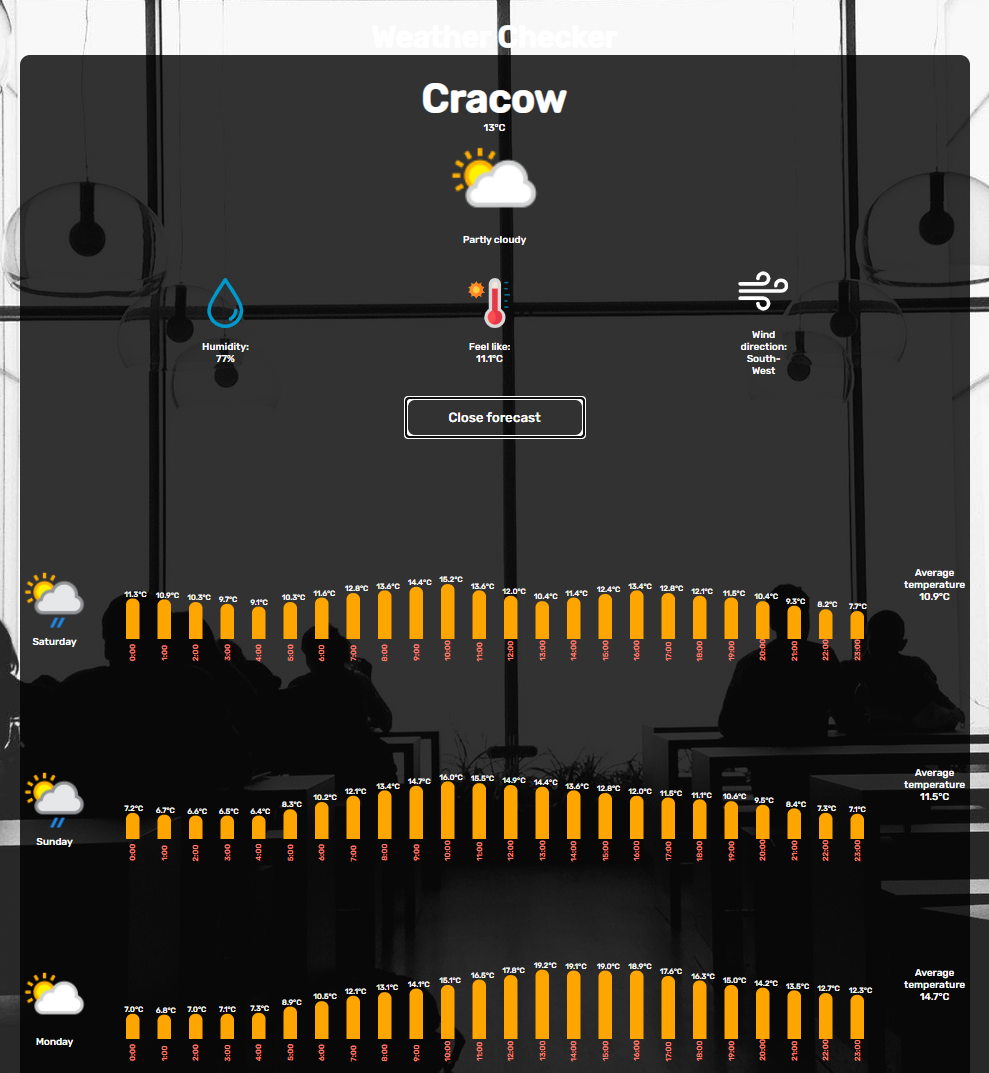 Weather Checker
Cracow
13°C
Partly cloudy
Humidity:
77%
Feel like:
11.1°C
Wind
direction:
South-
West
Close forecast
11.3°C 10.9°C 10.3°C 9.7°C 9.1°C 10.3°C 11.6°C 12.8°C 13.6°C 14.4°C 15.2°C 13.6°C 12.0°C 10.4°C 11.4°C 12.4°C 13.4°C 12.8°C 12.1°C 11.5°C 10.4°C 9.3°C 8.2°C 7.7°C
Average
temperature
10.9°C
Saturday
0:00 1:00 2:00 3:00 4:00 5:00 6:00 7:00 8:00 9:00 10:00 11:00 12:00 13:00 14:00 15:00 16:00 17:00 18:00 19:00 20:00 21:00 22:00 23:00
7.2°C 6.7°C 6.6°C 6.5°C 6.4°C 8.3°C 10.2°C 12.1°C 13.4°C 14.7°C 16.0°C 15.5°C 14.9°C 14.4°C 13.6°C 12.8°C 12.0°C 11.5°C 11.1°C 10.6°C 9.5°C 8.4°C 7.3°C 7.1°C
Average
temperature
11.5°C
Sunday
0:00 1:00 2:00 3:00 4:00 5:00 6:00 7:00 8:00 9:00 10:00 11:00 12:00 13:00 14:00 15:00 16:00 17:00 18:00 19:00 20:00 21:00 22:00 23:00
7.0°C 6.8°C 7.0°C 7.1°C 7.3°C 8.9°C 10.5°C 12.1°C 13.1°C 14.1°C 15.1°C 16.5°C 17.8°C 19.2°C 19.1°C 19.0°C 18.9°C 17.6°C 16.3°C 15.0°C 14.2°C 13.5°C 12.7°C 12.3°C
Average
temperature
14.7°C
Monday
0:00 1:00 2:00 3:00 4:00 5:00 6:00 7:00 8:00 9:00 10:00 11:00 12:00 13:00 14:00 15:00 16:00 17:00 18:00 19:00 20:00 21:00 22:00 23:00